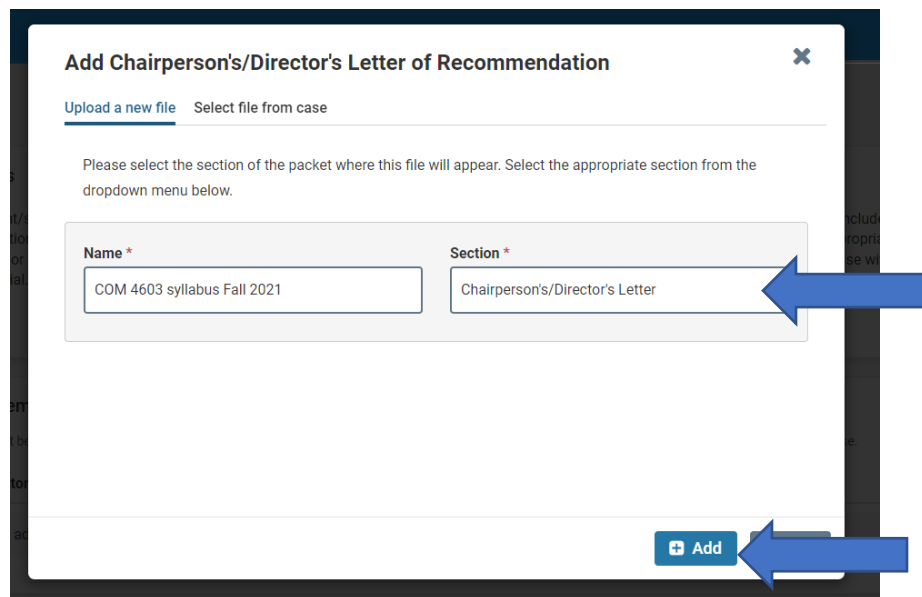 Add Chairperson's/Director's Letter of Recommendation
Upload a new file Select file from case
Please select the section of the packet where this file will appear. Select the appropriate section from the
dropdown menu below.
Name * Section *
COM 4603 syllabus Fall 2021 Chairperson's/Director's Letter
Add